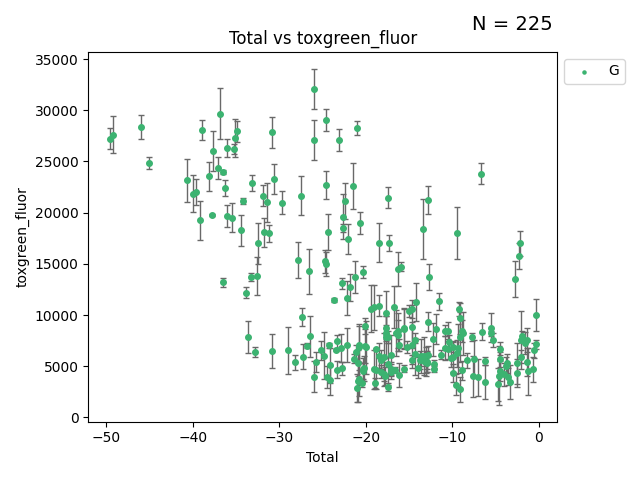 N = 225
Total vs toxgreen_fluor
G
35000
30000
25000
20000
15000
10000
5000
0
toxgreen_fluor
−50 −40 −30 −20 −10 0
Total